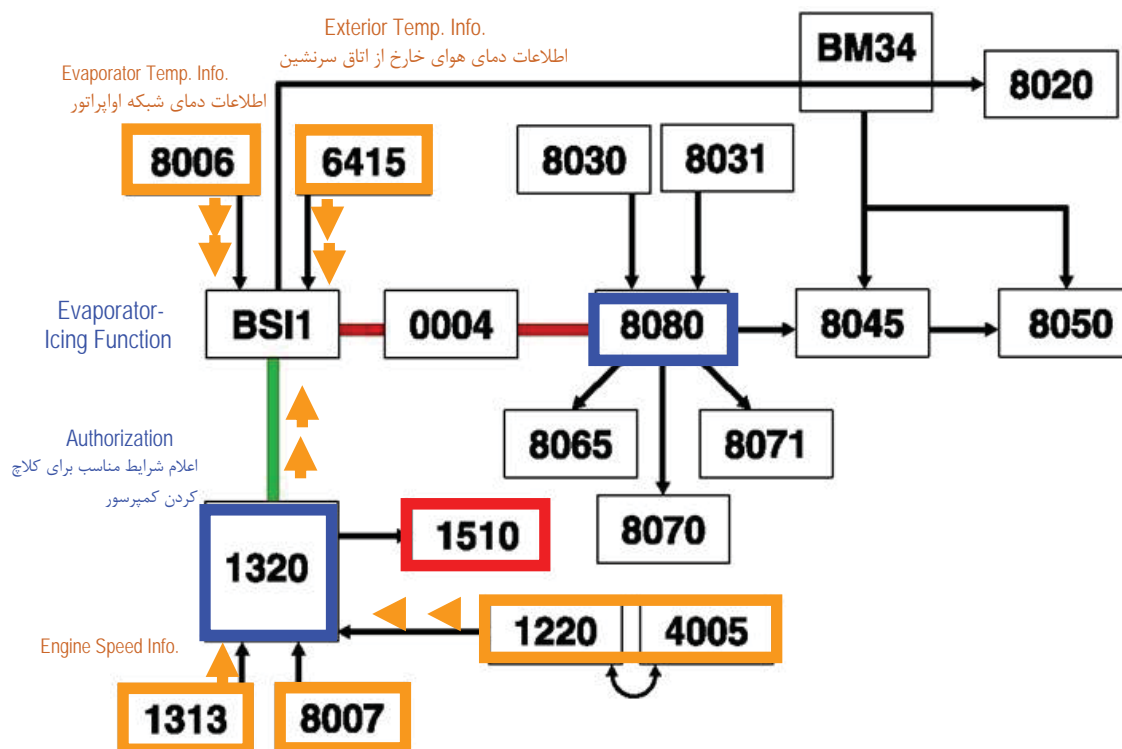 Exterior Temp. Info.
اطلاعات دمای هوای خارخ از اتاق سرنشین
Evaporator Temp. Info.
اطلاعات دمای شبکه اواپراتور
BM34
8020
8006
6415
8030
8031
Evaporator-
Icing Function
BSI1
0004
8080
8045
8050
Authorization
اعلام شرایط مناسب برای کلاچ
کردن کمپرسور
8065
8071
8070
1510
1320
1220
4005
Engine Speed Info.
1313
8007